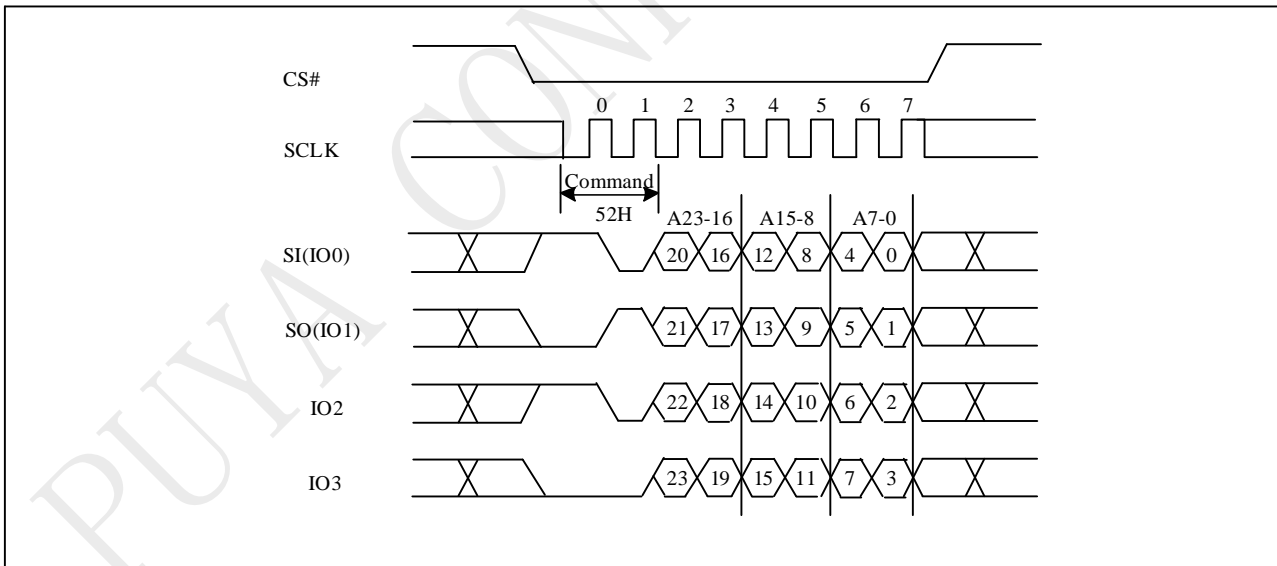 PUYA CONF
CS#
0 1 2 3 4 5 6 7
SCLK
Command
52H
A23-16 A15-8 A7-0
SI(IO0)
20 16 12 8 4 0
SO(IO1)
21 17 13 9 5 1
IO2
22 18 14 10 6 2
IO3
23 19 15 11 7 3